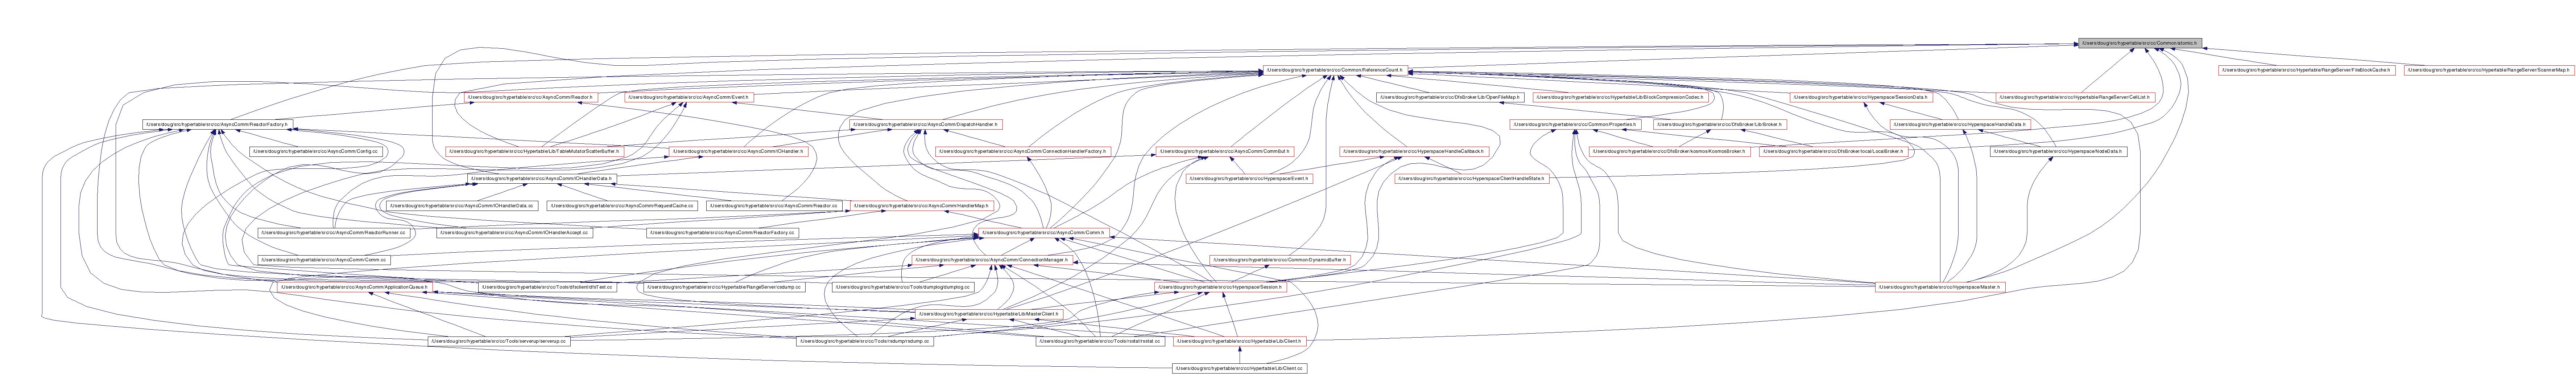 /Users/doug/src/hypertable/src/cc/Common/atomic.h
/Users/doug/src/hypertable/src/cc/Common/ReferenceCount.h
/Users/doug/src/hypertable/src/cc/Hypertable/RangeServer/FileBlockCache.h
/Users/doug/src/hypertable/src/cc/Hypertable/RangeServer/ScannerMap.h
/Users/doug/src/hypertable/src/cc/AsyncComm/Reactor.h
/Users/doug/src/hypertable/src/cc/AsyncComm/Event.h
/Users/doug/src/hypertable/src/cc/DfsBroker/Lib/OpenFileMap.h
/Users/doug/src/hypertable/src/cc/Hypertable/Lib/BlockCompressionCodec.h
/Users/doug/src/hypertable/src/cc/Hyperspace/SessionData.h
/Users/doug/src/hypertable/src/cc/Hypertable/RangeServer/CellList.h
/Users/doug/src/hypertable/src/cc/AsyncComm/ReactorFactory.h
/Users/doug/src/hypertable/src/cc/AsyncComm/DispatchHandler.h
/Users/doug/src/hypertable/src/cc/Common/Properties.h
/Users/doug/src/hypertable/src/cc/DfsBroker/Lib/Broker.h
/Users/doug/src/hypertable/src/cc/Hyperspace/HandleData.h
/Users/doug/src/hypertable/src/cc/AsyncComm/Config.cc
/Users/doug/src/hypertable/src/cc/Hypertable/Lib/TableMutatorScatterBuffer.h
/Users/doug/src/hypertable/src/cc/AsyncComm/IOHandler.h
/Users/doug/src/hypertable/src/cc/AsyncComm/ConnectionHandlerFactory.h
/Users/doug/src/hypertable/src/cc/AsyncComm/CommBuf.h
/Users/doug/src/hypertable/src/cc/Hyperspace/HandleCallback.h
/Users/doug/src/hypertable/src/cc/DfsBroker/kosmos/KosmosBroker.h
/Users/doug/src/hypertable/src/cc/DfsBroker/local/LocalBroker.h
/Users/doug/src/hypertable/src/cc/Hyperspace/NodeData.h
/Users/doug/src/hypertable/src/cc/AsyncComm/IOHandlerData.h
/Users/doug/src/hypertable/src/cc/Hyperspace/Event.h
/Users/doug/src/hypertable/src/cc/Hyperspace/ClientHandleState.h
/Users/doug/src/hypertable/src/cc/AsyncComm/IOHandlerData.cc
/Users/doug/src/hypertable/src/cc/AsyncComm/RequestCache.cc
/Users/doug/src/hypertable/src/cc/AsyncComm/Reactor.cc
/Users/doug/src/hypertable/src/cc/AsyncComm/HandlerMap.h
/Users/doug/src/hypertable/src/cc/AsyncComm/ReactorRunner.cc
/Users/doug/src/hypertable/src/cc/AsyncComm/IOHandlerAccept.cc
/Users/doug/src/hypertable/src/cc/AsyncComm/ReactorFactory.cc
/Users/doug/src/hypertable/src/cc/AsyncComm/Comm.h
/Users/doug/src/hypertable/src/cc/AsyncComm/Comm.cc
/Users/doug/src/hypertable/src/cc/AsyncComm/ConnectionManager.h
/Users/doug/src/hypertable/src/cc/Common/DynamicBuffer.h
/Users/doug/src/hypertable/src/cc/AsyncComm/ApplicationQueue.h
/Users/doug/src/hypertable/src/cc/Tools/dfsclient/dfsTest.cc
/Users/doug/src/hypertable/src/cc/Hypertable/RangeServer/csdump.cc
/Users/doug/src/hypertable/src/cc/Tools/dumplog/dumplog.cc
/Users/doug/src/hypertable/src/cc/Hyperspace/Session.h
/Users/doug/src/hypertable/src/cc/Hyperspace/Master.h
/Users/doug/src/hypertable/src/cc/Hypertable/Lib/MasterClient.h
/Users/doug/src/hypertable/src/cc/Tools/serverup/serverup.cc
/Users/doug/src/hypertable/src/cc/Tools/rsdump/rsdump.cc
/Users/doug/src/hypertable/src/cc/Tools/rsstat/rsstat.cc
/Users/doug/src/hypertable/src/cc/Hypertable/Lib/Client.h
/Users/doug/src/hypertable/src/cc/Hypertable/Lib/Client.cc